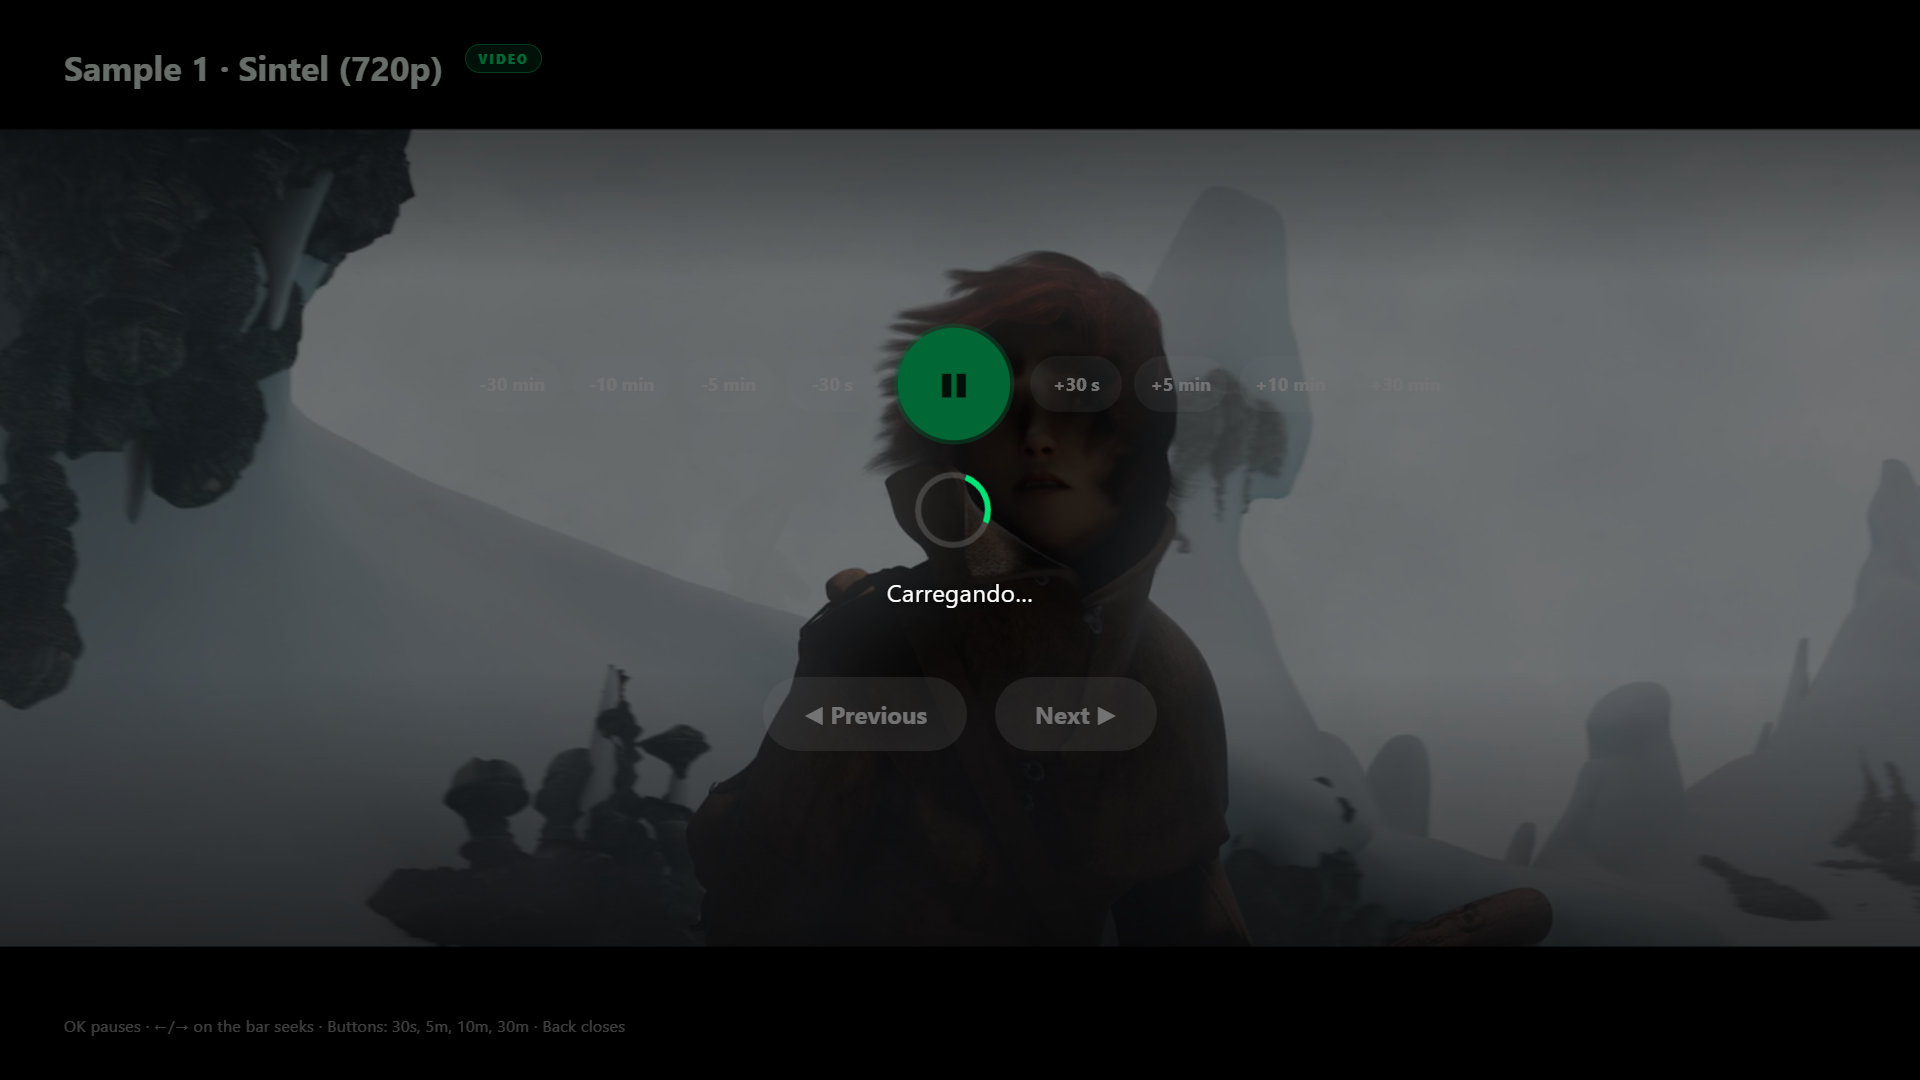 Sample 1 · Sintel (720p) VIDEO
-30 min -10 min -5 min -30 s +30 s +5 min +10 min +30 min
Carregando...
◀ Previous Next ▶
OK pauses · ←/→ on the bar seeks · Buttons: 30s, 5m, 10m, 30m · Back closes